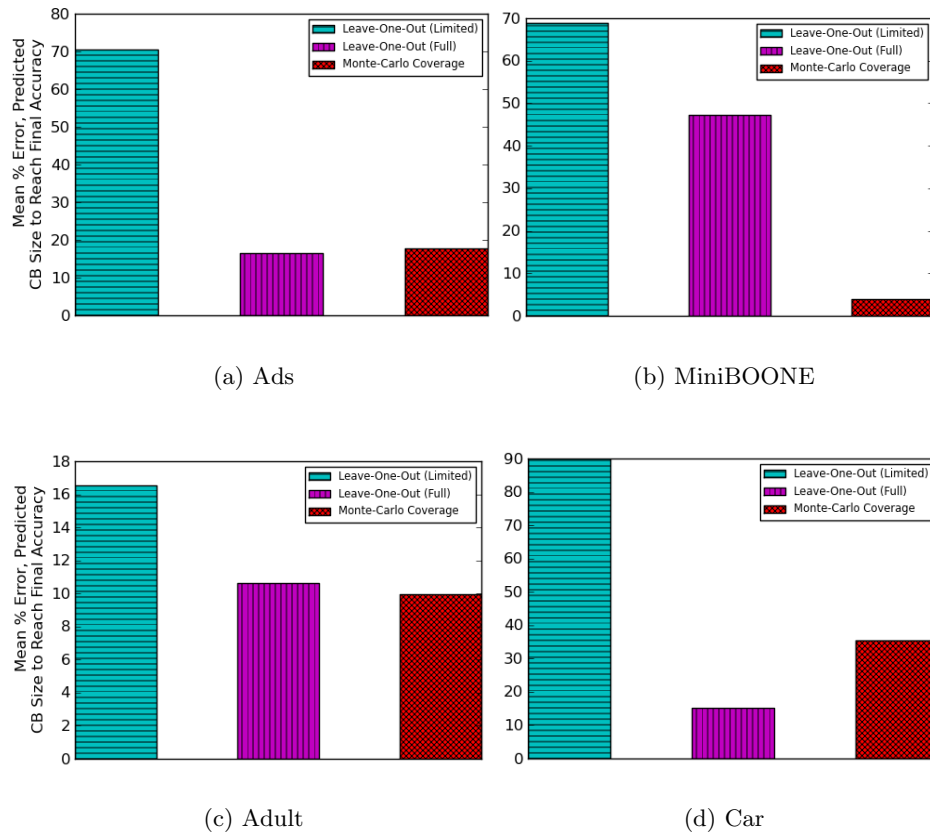 Mean % Error, Predicted
CB Size to Reach Final Accuracy
80
70
60
50
40
30
20
10
0
Leave-One-Out (Limited)
Leave-One-Out (Full)
Monte-Carlo Coverage
(a) Ads
70
60
50
40
30
20
10
0
Leave-One-Out (Limited)
Leave-One-Out (Full)
Monte-Carlo Coverage
(b) MiniBOONE
Mean % Error, Predicted
CB Size to Reach Final Accuracy
18
16
14
12
10
8
6
4
2
0
Leave-One-Out (Limited)
Leave-One-Out (Full)
Monte-Carlo Coverage
(c) Adult
90
80
70
60
50
40
30
20
10
0
Leave-One-Out (Limited)
Leave-One-Out (Full)
Monte-Carlo Coverage
(d) Car